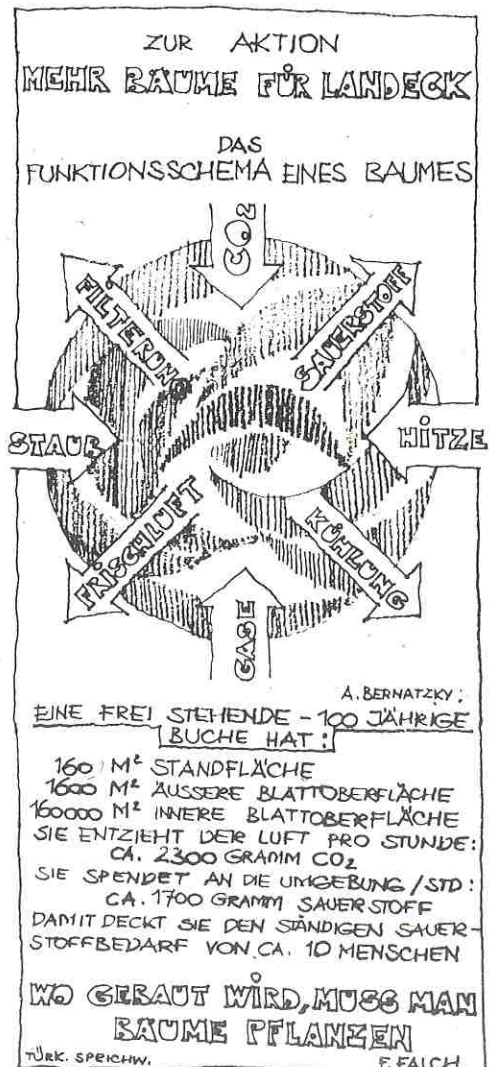 ZUR AKTION
MEHR BÄUME FÜR LANDECK
DAS
FUNKTIONSSCHEMA EINES BAUMES
CO2
FILTERUNG
SAUERSTOFF
STAUB
HITZE
FRISCHLUFT
KÜHLUNG
GASE
A. BERNATZKY:
EINE FREI STEHENDE - 100 JÄHRIGE
BUCHE HAT:
160 M² STANDFLÄCHE
1600 M² ÄUSSERE BLATTOBERFLÄCHE
160000 M² INNERE BLATTOBERFLÄCHE
SIE ENTZIEHT DER LUFT PRO STUNDE:
CA. 2300 GRAMM CO2
SIE SPENDET AN DIE UMGEBUNG / STD:
CA. 1700 GRAMM SAUERSTOFF
DAMIT DECKT SIE DEN STÄNDIGEN SAUER-
STOFFBEDARF VON CA. 10 MENSCHEN
WO GEBAUT WIRD, MUSS MAN
BÄUME PFLANZEN
TÜRK. SPRICHW.
F. FALCH